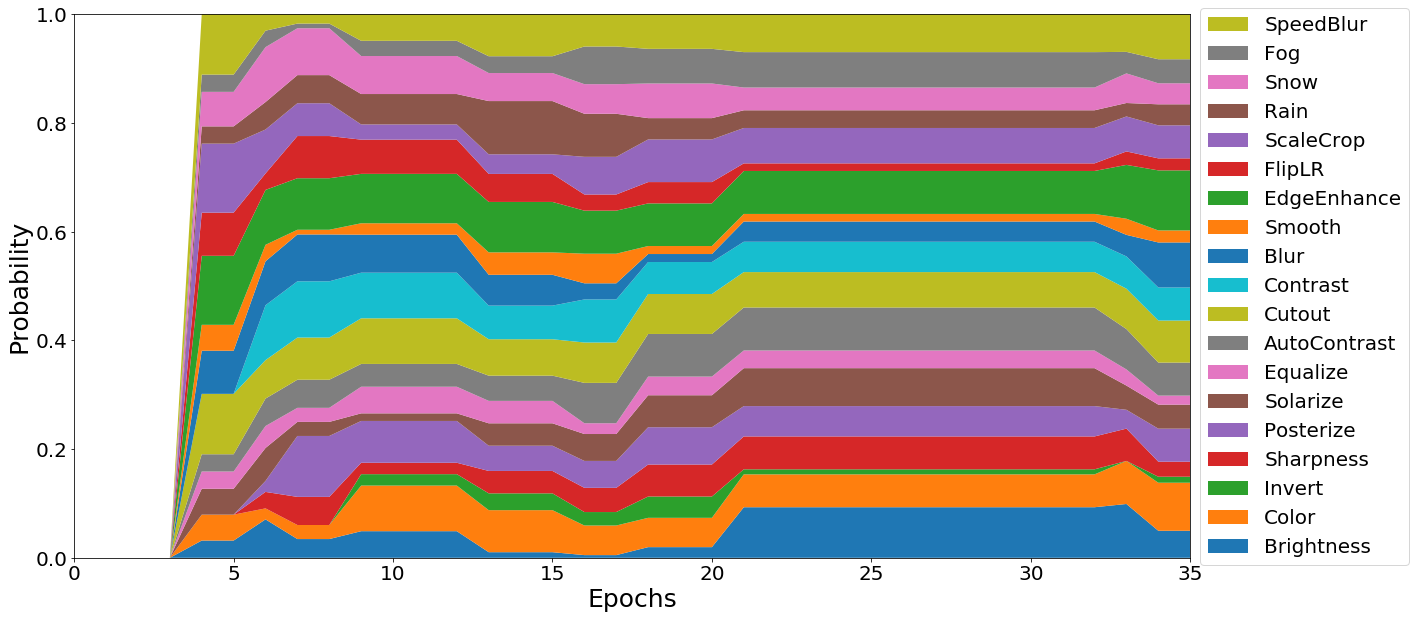 1.0
0.8
0.6
0.4
0.2
0.0
Probability
0 5 10 15 20 25 30 35
Epochs
SpeedBlur
Fog
Snow
Rain
ScaleCrop
FlipLR
EdgeEnhance
Smooth
Blur
Contrast
Cutout
AutoContrast
Equalize
Solarize
Posterize
Sharpness
Invert
Color
Brightness